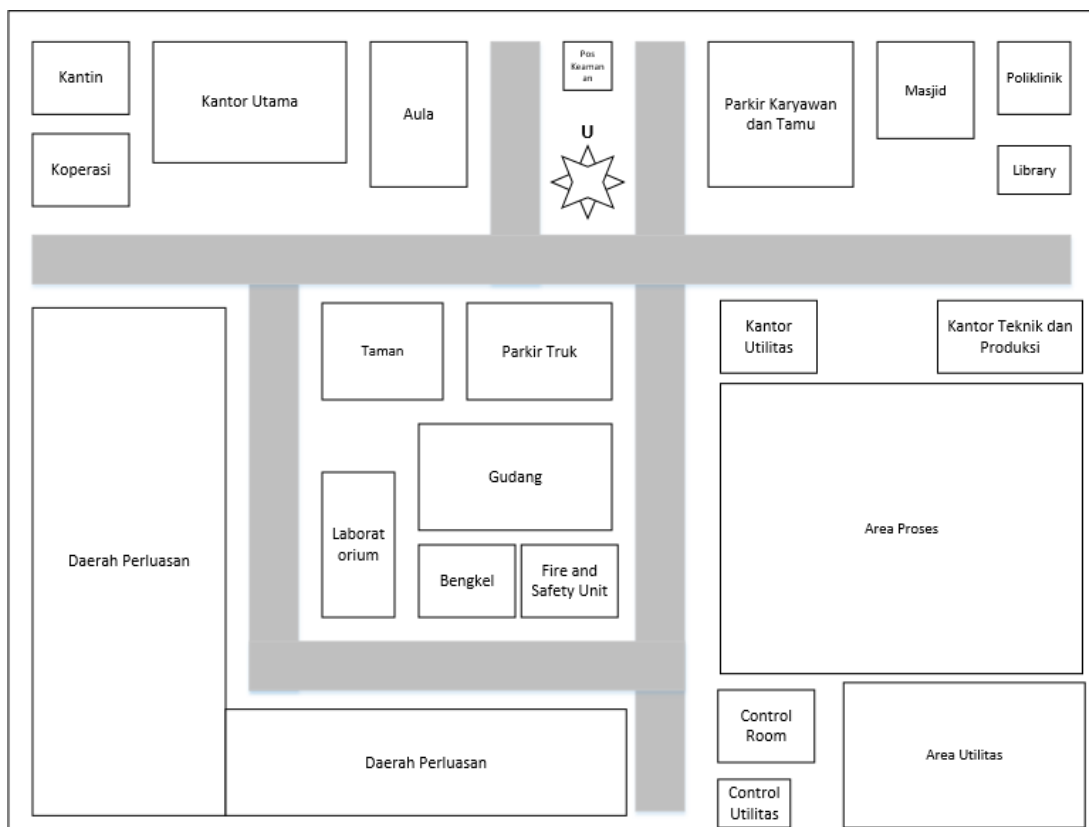 Kantin
Kantor Utama
Aula
Pos
Keaman
an
Parkir Karyawan
dan Tamu
Masjid
Poliklinik
Koperasi
U
Library
Taman
Parkir Truk
Kantor
Utilitas
Kantor Teknik dan
Produksi
Gudang
Area Proses
Laborat
orium
Daerah Perluasan
Bengkel
Fire and
Safety Unit
Control
Room
Area Utilitas
Daerah Perluasan
Control
Utilitas